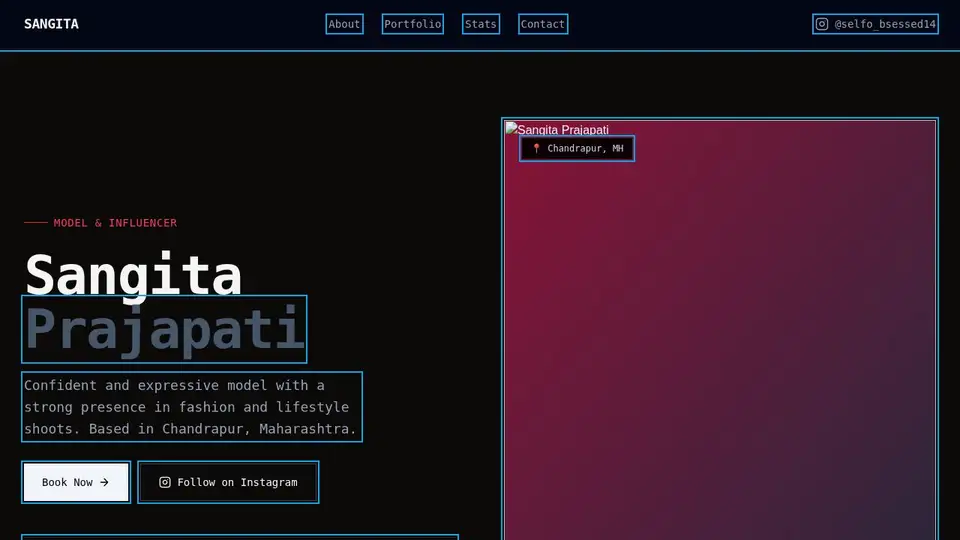 SANGITA
About Portfolio Stats Contact
@selfo_bsessed14
MODEL & INFLUENCER
Sangita
Prajapati
Confident and expressive model with a
strong presence in fashion and lifestyle
shoots. Based in Chandrapur, Maharashtra.
Book Now →
Follow on Instagram
Sangita Prajapati
📍 Chandrapur, MH